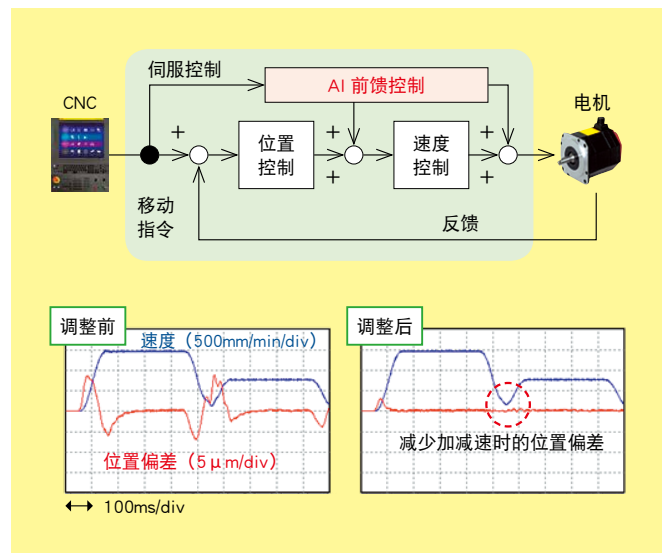 伺服控制
AI 前馈控制
CNC
电机
+
位置
控制
+
+
速度
控制
+
+
移动
指令
反馈
调整前
速度（500mm/min/div）
位置偏差（5μm/div）
100ms/div
调整后
减少加减速时的位置偏差